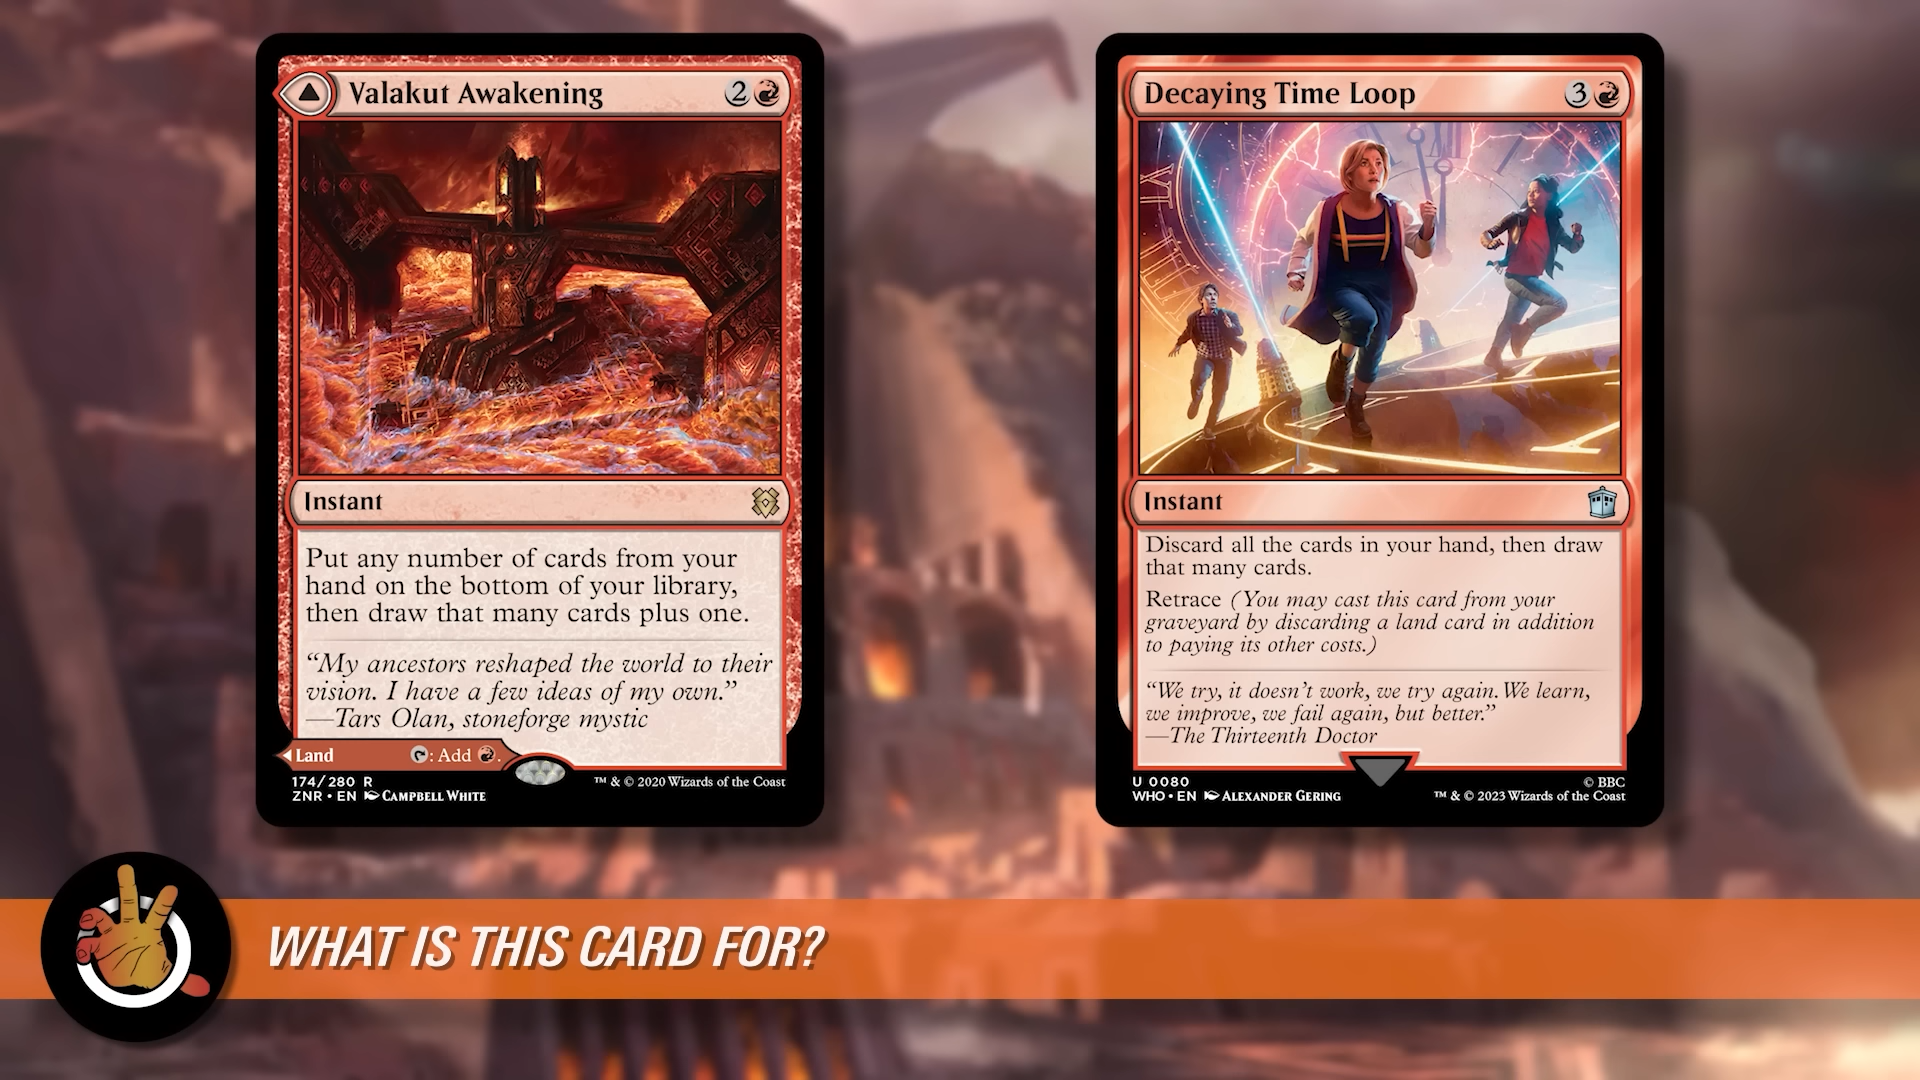 Valakut Awakening 2
Instant
Put any number of cards from your
hand on the bottom of your library,
then draw that many cards plus one.
“My ancestors reshaped the world to their
vision. I have a few ideas of my own.”
—Tars Olan, stoneforge mystic
Land : Add .
174/280 R
ZNR • EN CAMPBELL WHITE
™ & © 2020 Wizards of the Coast
Decaying Time Loop 3
Instant
Discard all the cards in your hand, then draw
that many cards.
Retrace (You may cast this card from your
graveyard by discarding a land card in addition
to paying its other costs.)
“We try, it doesn’t work, we try again. We learn,
we improve, we fail again, but better.”
—The Thirteenth Doctor
U 0080
WHO • EN ALEXANDER GERING
© BBC
™ & © 2023 Wizards of the Coast
WHAT IS THIS CARD FOR?